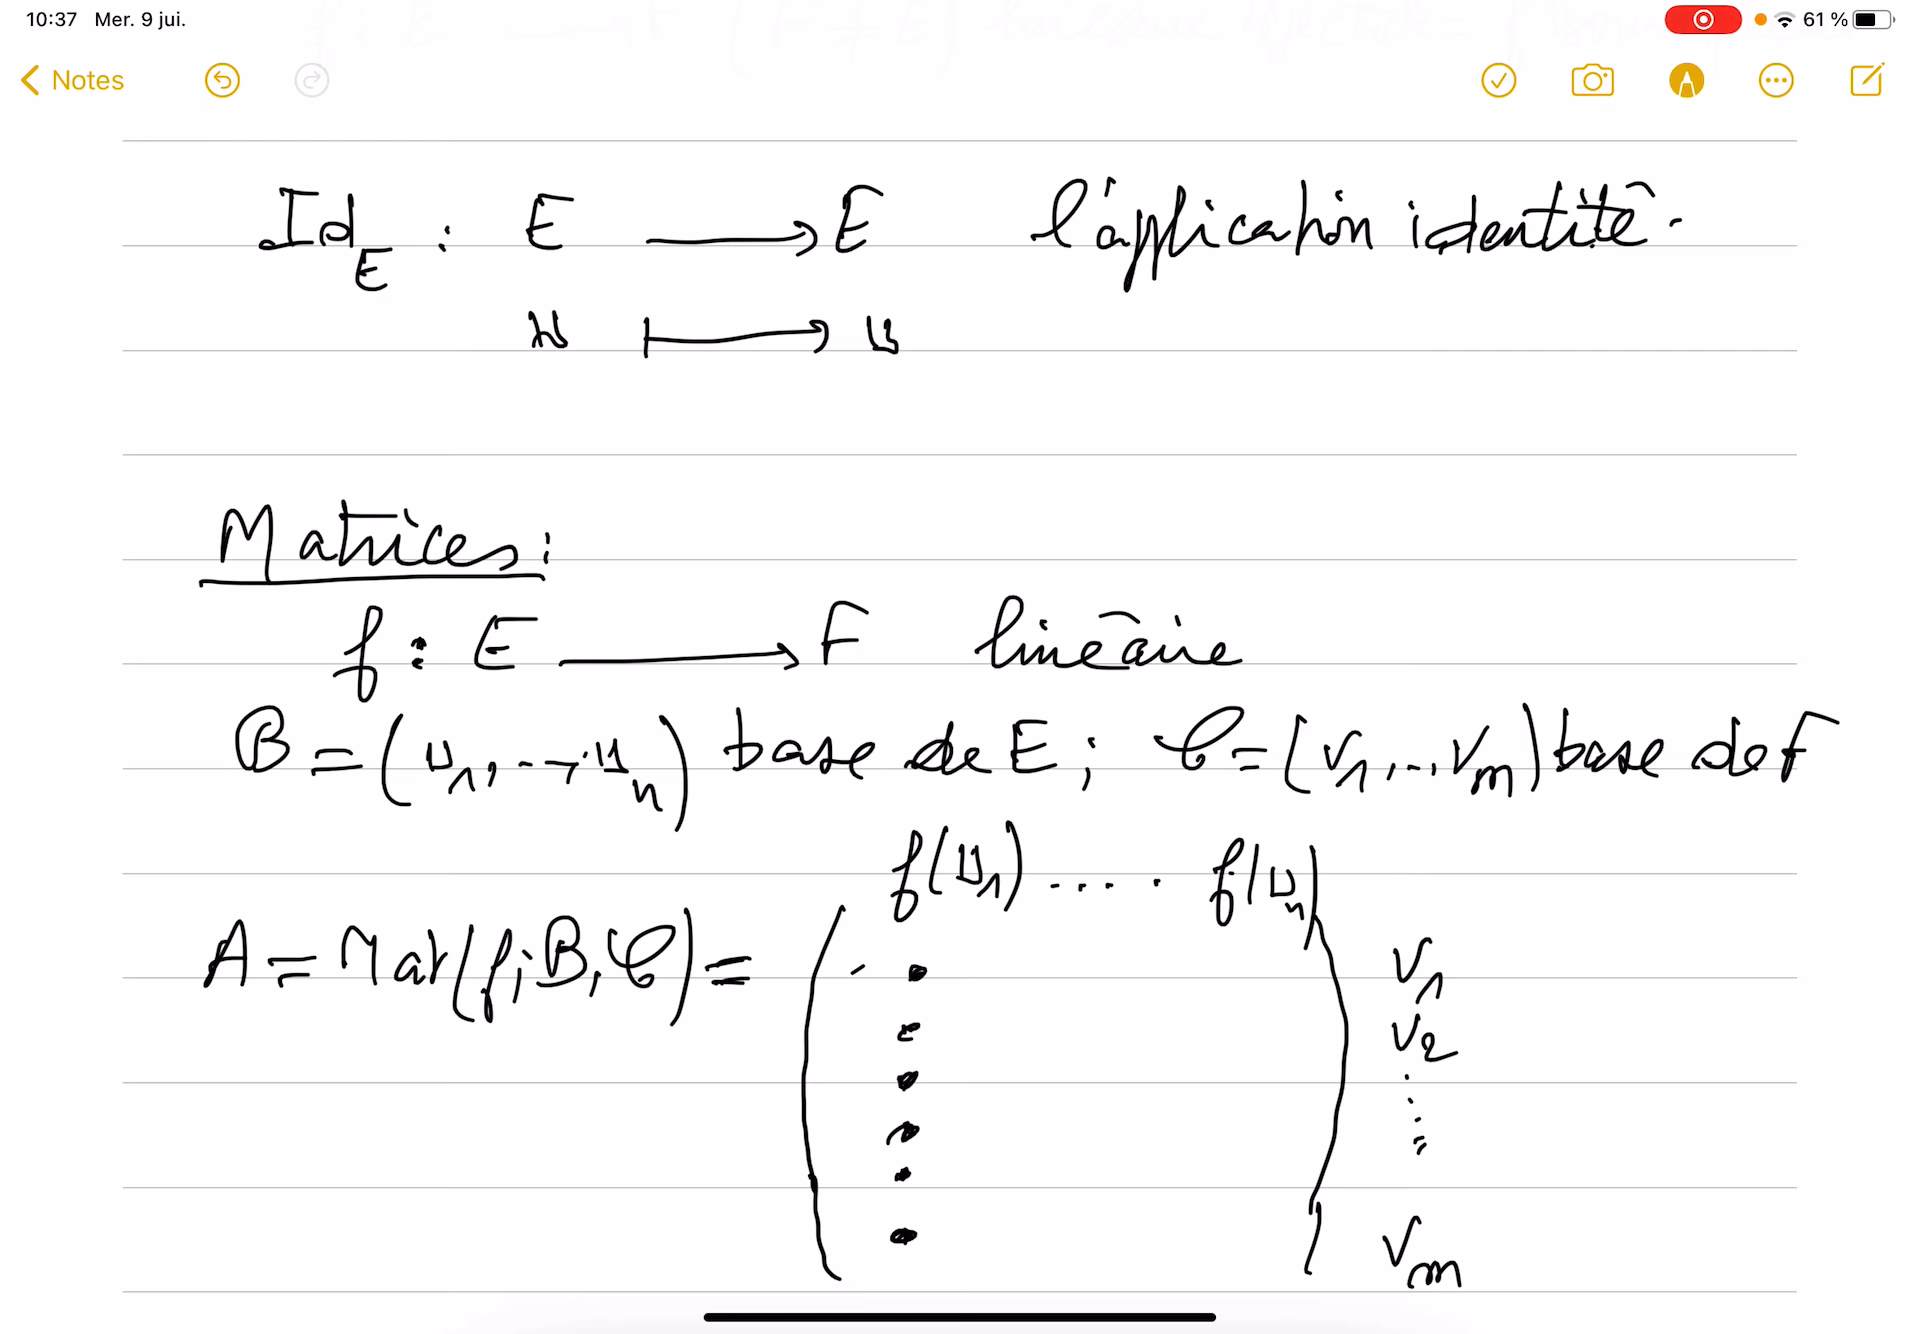 10:37 Mer. 9 jui. 61 %
Notes
Id_E : E ⟶ E l'application identité.
u ⟼ u
Matrices :
f : E ⟶ F linéaire
B = (u_1, ..., u_n) base de E ; C = (v_1, ..., v_m) base de F
f(u_1) ..... f(u_n)
A = Mat(f; B, C) = ( ) v_1
v_2
⋮
v_m